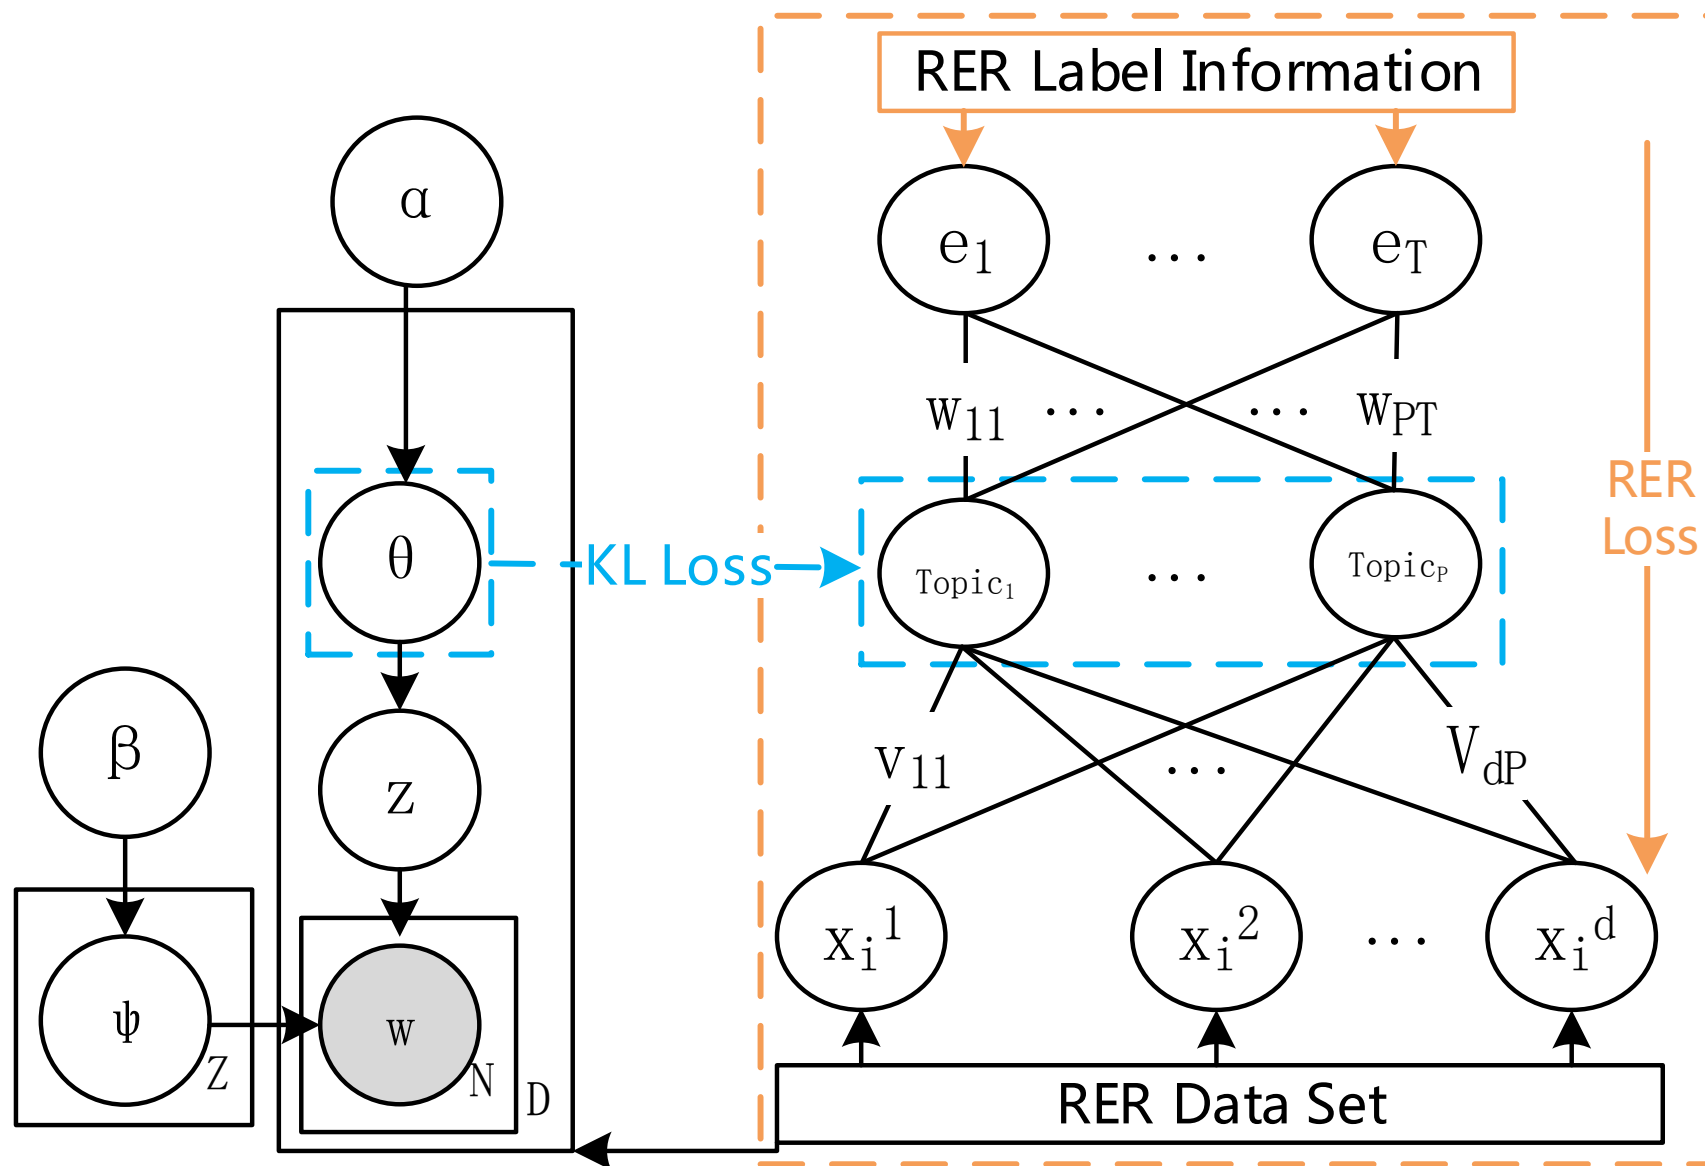 RER Label Information
α
e1 ... eT
w11 ... ... wPT
RER
Loss
θ
KL Loss
Topic1 ... TopicP
β
z
v11 ... VdP
xi1 xi2 ... xid
ψ
Z
w
N
D
RER Data Set